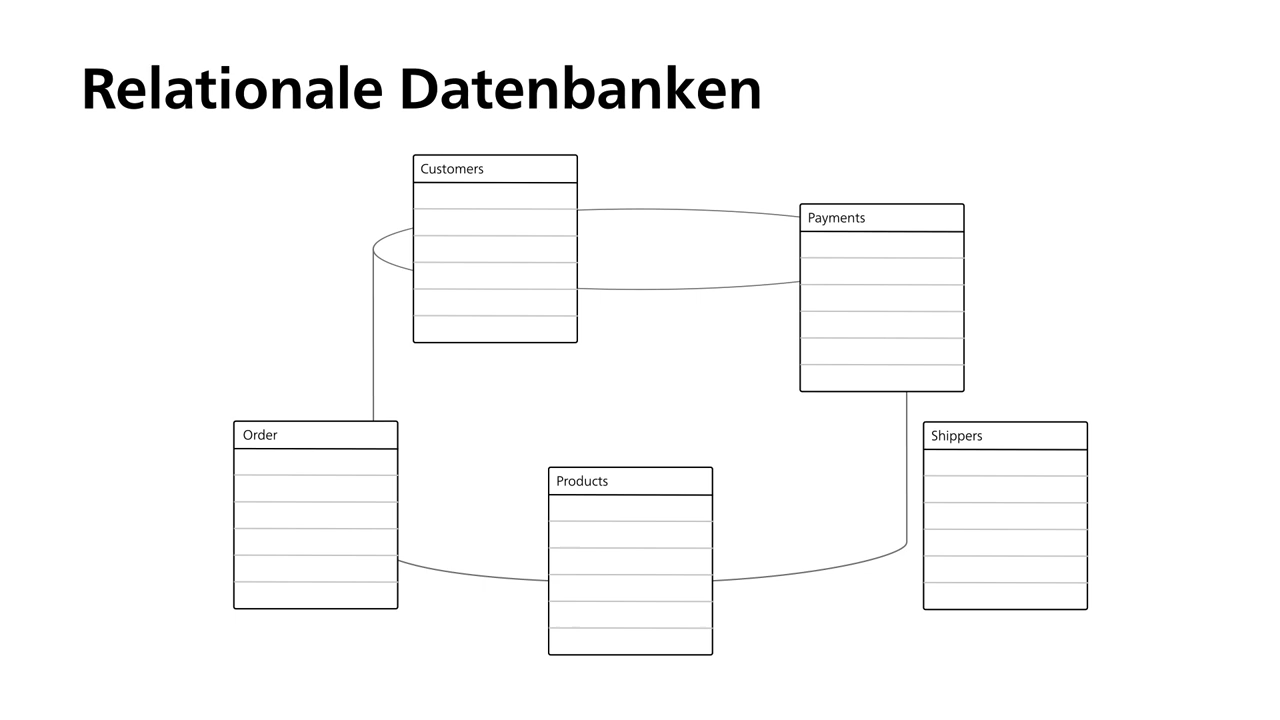 Relationale Datenbanken
Customers
Payments
Order
Shippers
Products